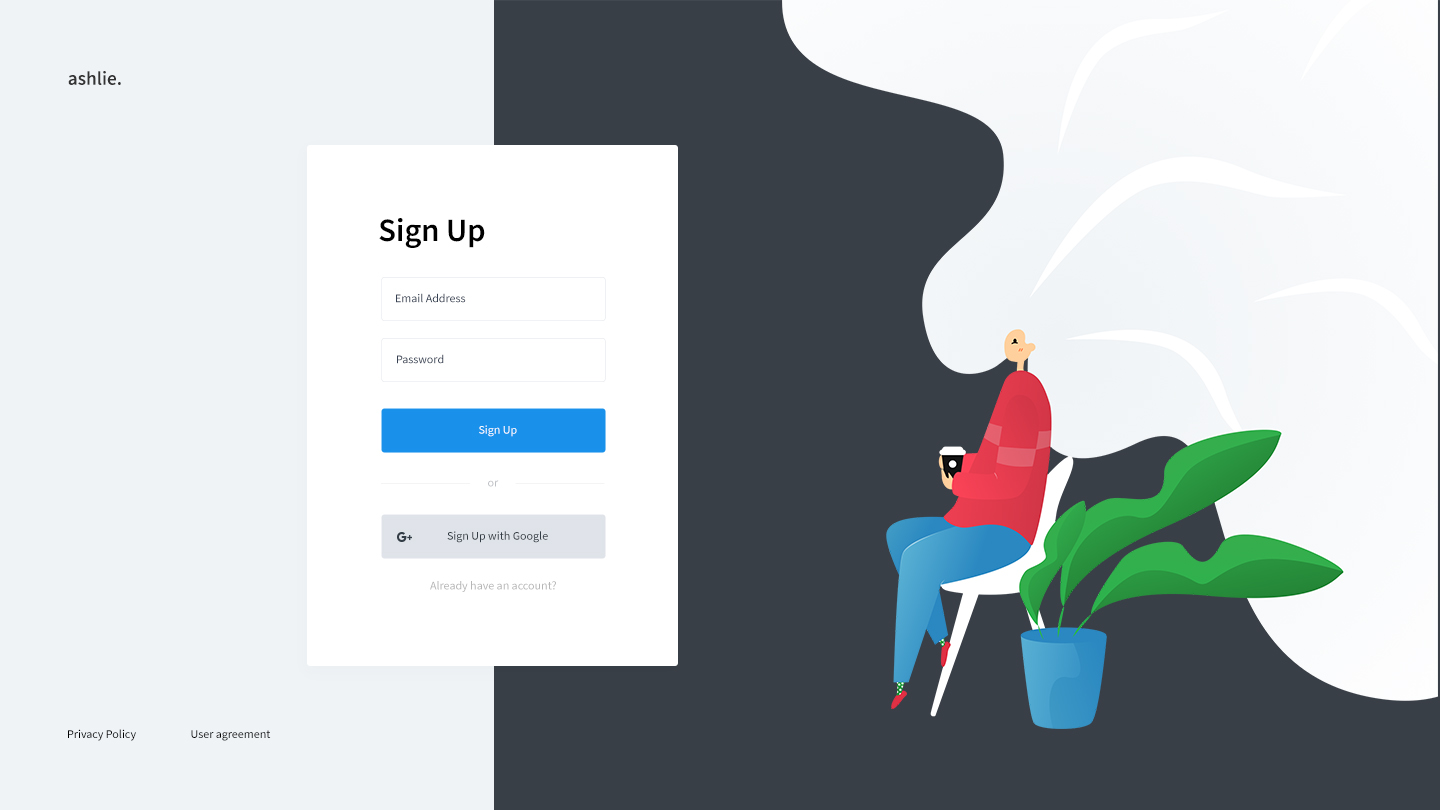 ashlie.
Sign Up
Email Address
Password
Sign Up
or
G+ Sign Up with Google
Already have an account?
Privacy Policy User agreement